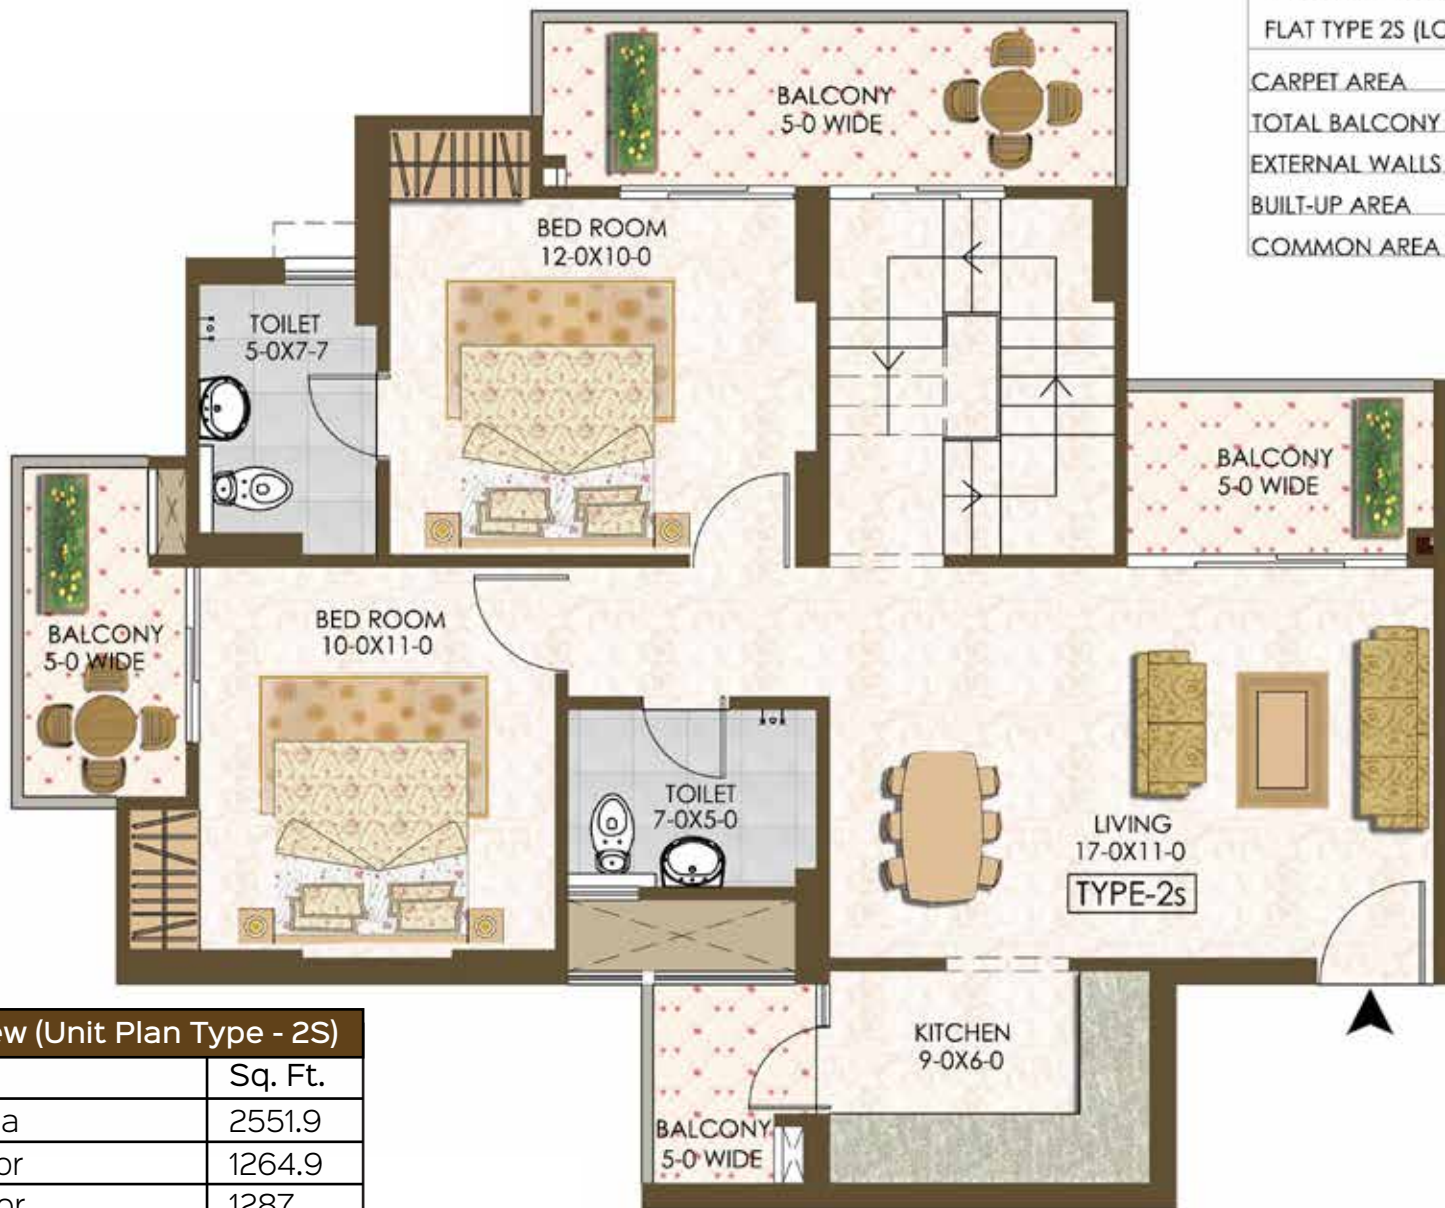 FLAT TYPE 2S
CARPET AREA
TOTAL BALCONY
EXTERNAL WALLS
BUILT-UP AREA
COMMON AREA
BALCONY
5-0 WIDE
BED ROOM
12-0X10-0
TOILET
5-0X7-7
BALCONY
5-0 WIDE
BED ROOM
10-0X11-0
BALCONY
5-0 WIDE
TOILET
7-0X5-0
LIVING
17-0X11-0
TYPE-2s
KITCHEN
9-0X6-0
BALCONY
5-0 WIDE
(Unit Plan Type - 2S)
Sq. Ft.
2551.9
1264.9
1287